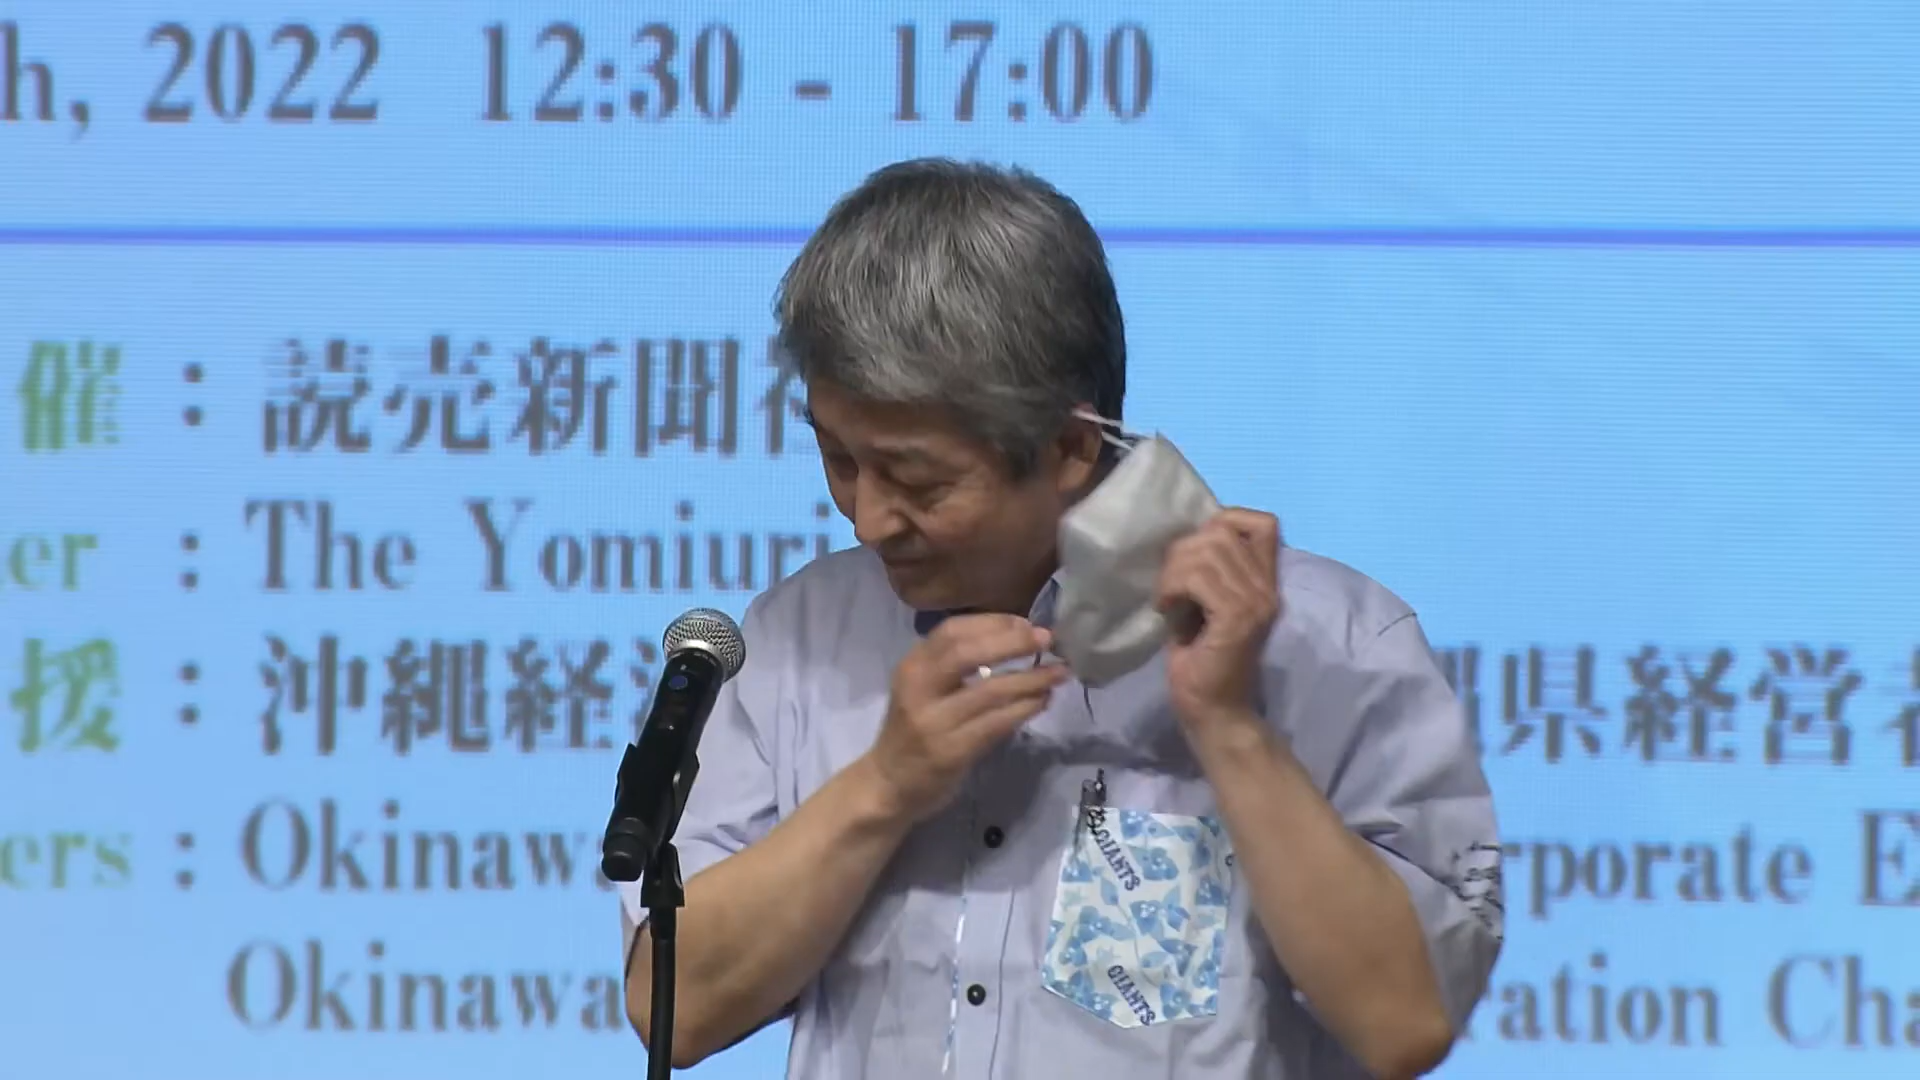 h, 2022 12:30 - 17:00
催 : 読売新聞社
er : The Yomiuri
援 : 沖縄経済 縄県経営者
ers : Okinawa rporate E
Okinawa ration Cha
GIANTS
GIANTS